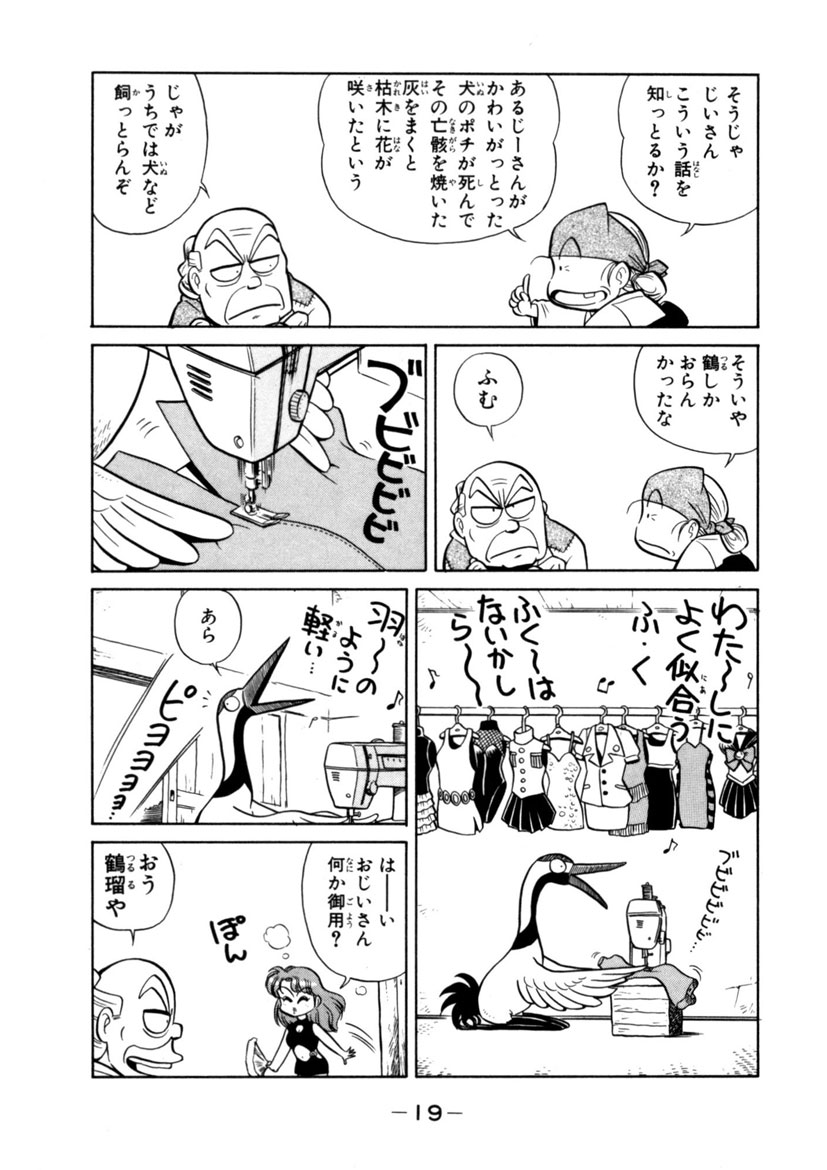 そうじゃ
じいさん
こういう話を
知っとるか？
あるじーさんが
かわいがっとった
犬のポチが死んで
その亡骸を焼いた
灰をまくと
枯木に花が
咲いたという
じゃが
うちでは犬など
飼っとらんぞ
そういや
鶴しか
おらん
かったな
ふむ
ブビビビビ
わた〜しに
よく似合う
ふ・く
ふく〜は
ないかし
ら〜〜
ブビビビビビ…
羽〜の
ように
軽い…
あら
ピヨヨヨヨ…
はーーい
おじいさん
何か御用？
ぽん
おう
鶴瑠や
－19－